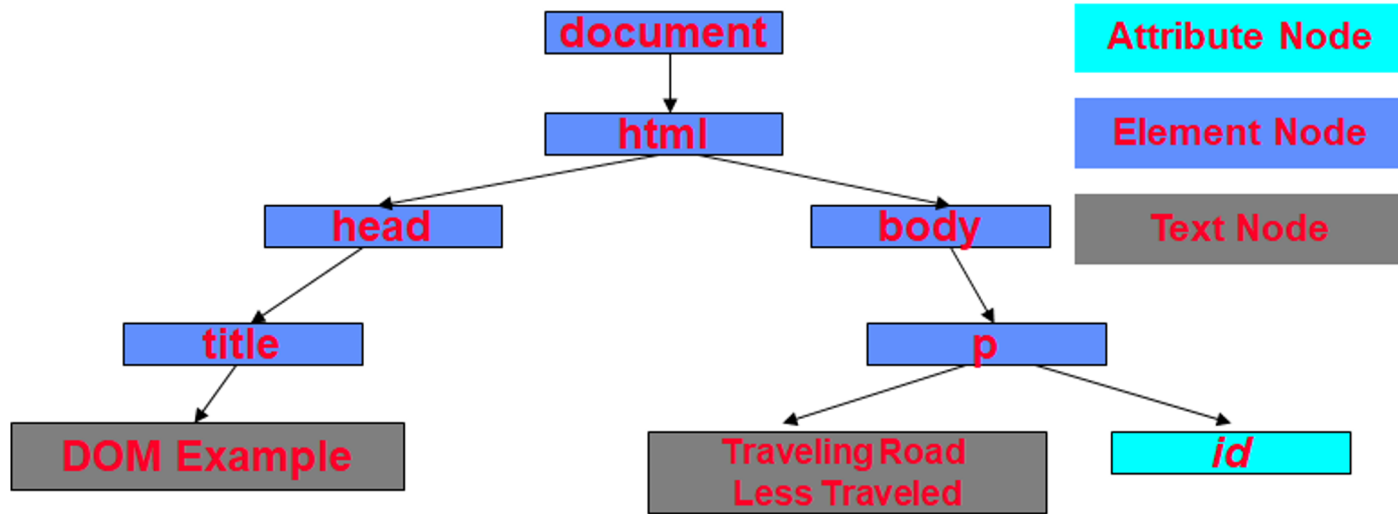 document
Attribute Node
html
Element Node
head
body
Text Node
title
p
DOM Example
Traveling Road
Less Traveled
id